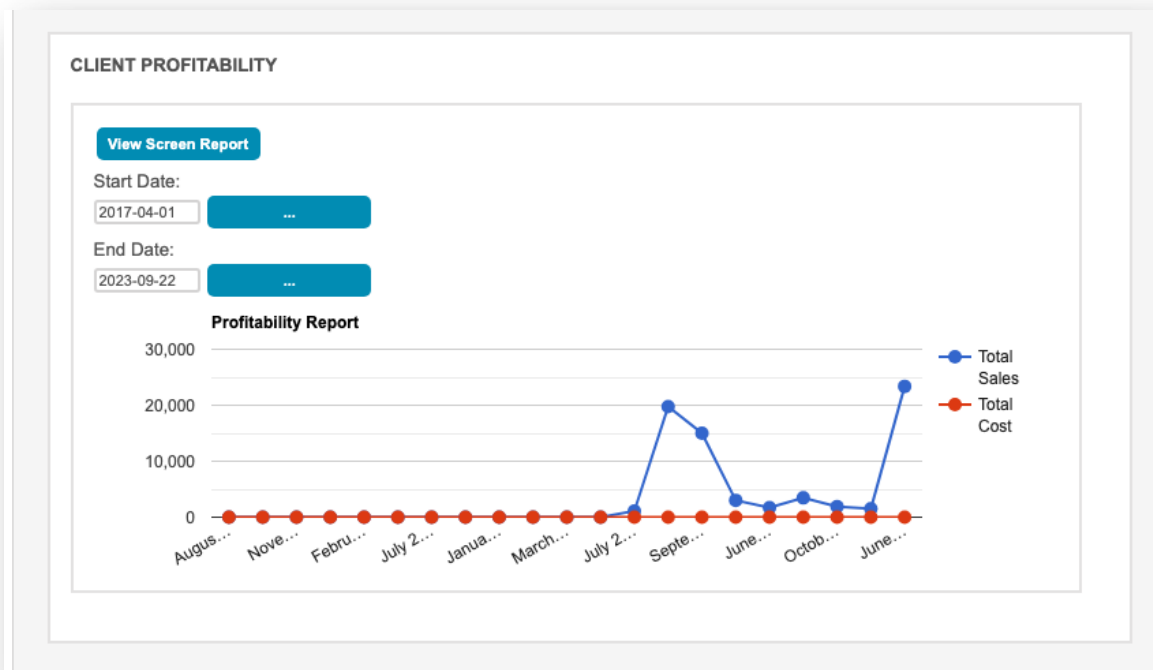 CLIENT PROFITABILITY
View Screen Report
Start Date:
2017-04-01
...
End Date:
2023-09-22
...
Profitability Report
30,000
20,000
10,000
0
Augus...
Nove...
Febru...
July 2...
Janua...
March...
July 2...
Septe...
June...
Octob...
June...
Total
Sales
Total
Cost